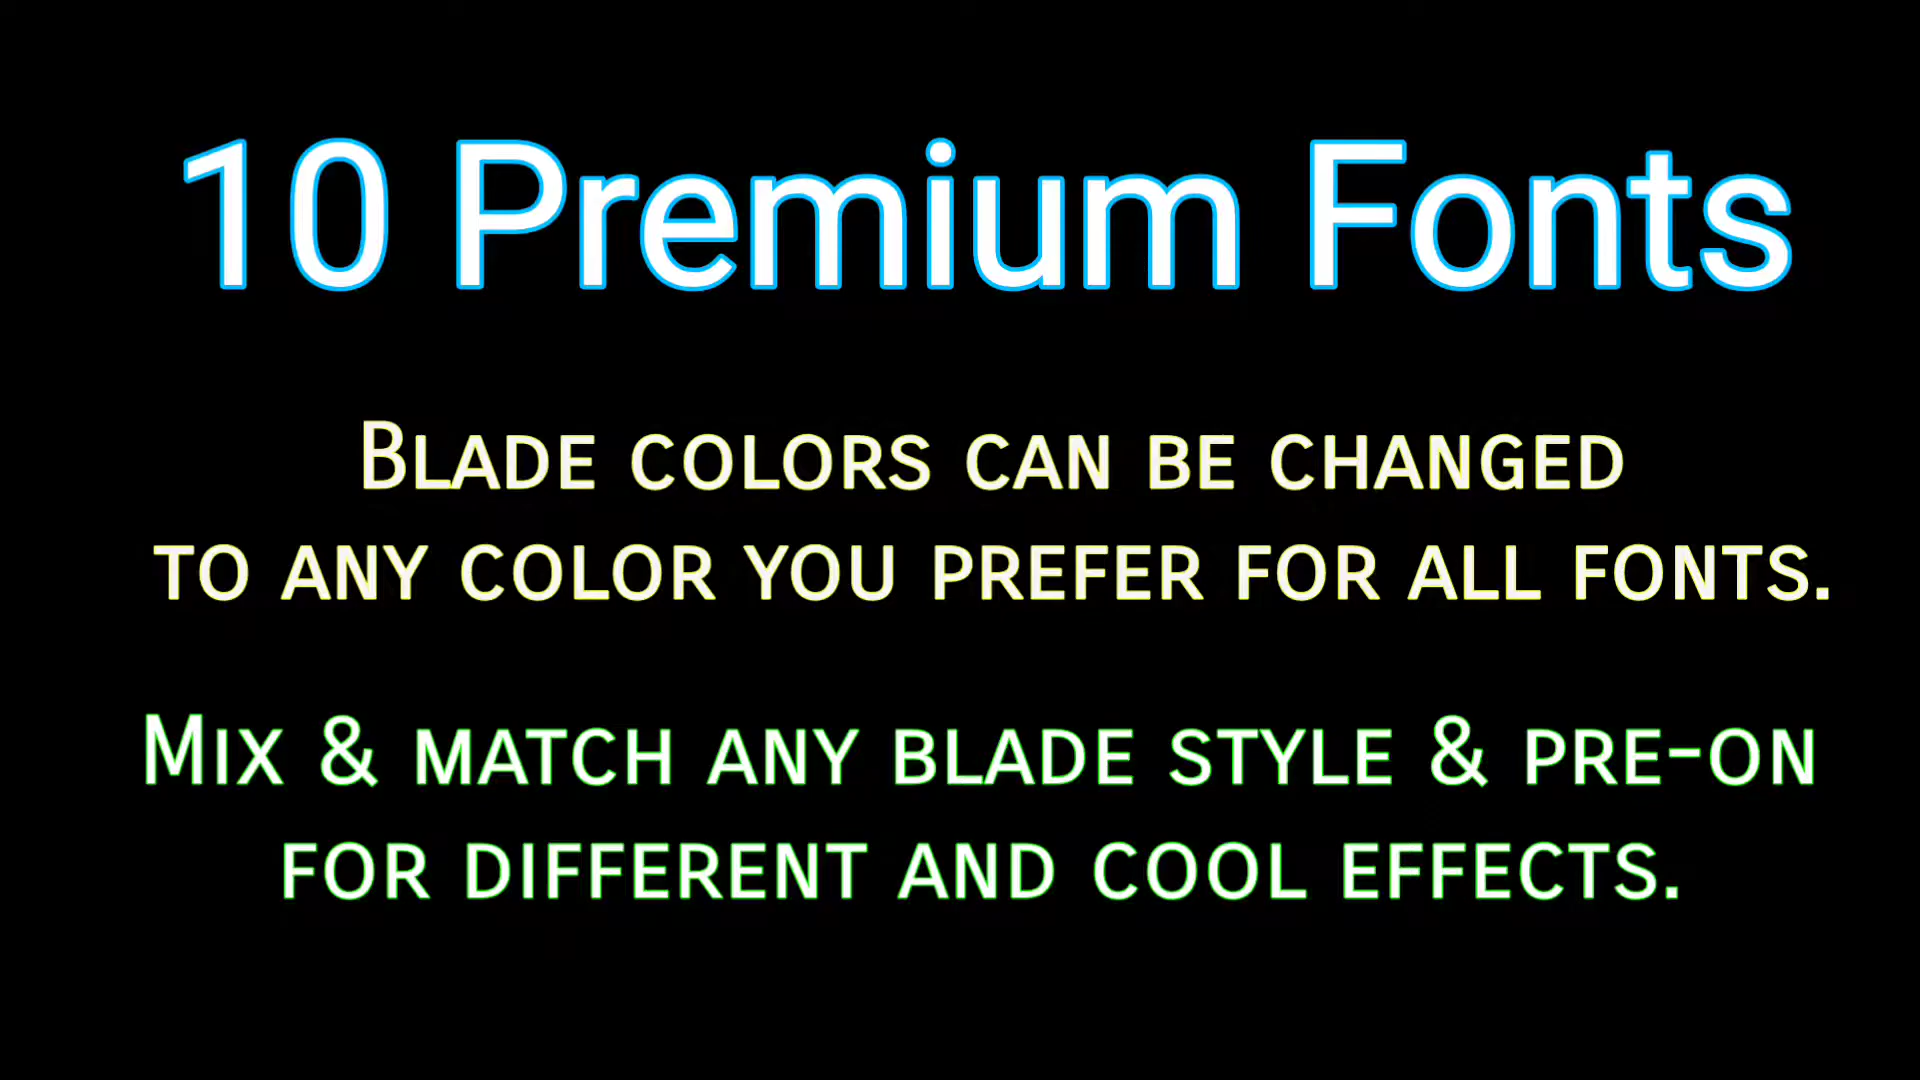 10 Premium Fonts
Blade colors can be changed
to any color you prefer for all fonts.
Mix & match any blade style & pre-on
for different and cool effects.